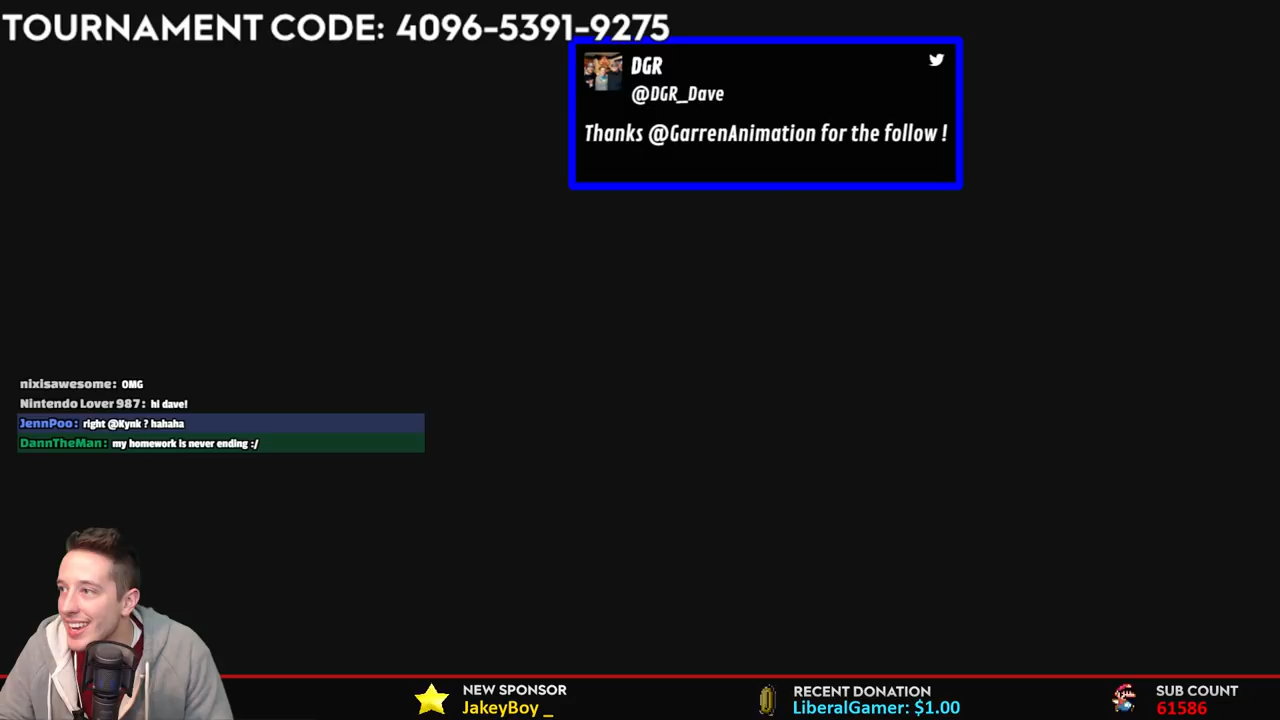 TOURNAMENT CODE: 4096-5391-9275
DGR
@DGR_Dave
Thanks @GarrenAnimation for the follow !
nixisawesome: OMG
Nintendo Lover 987: hi dave!
JennPoo: right @Kynk ? hahaha
DannTheMan: my homework is never ending :/
NEW SPONSOR
JakeyBoy _
RECENT DONATION
LiberalGamer: $1.00
SUB COUNT
61586